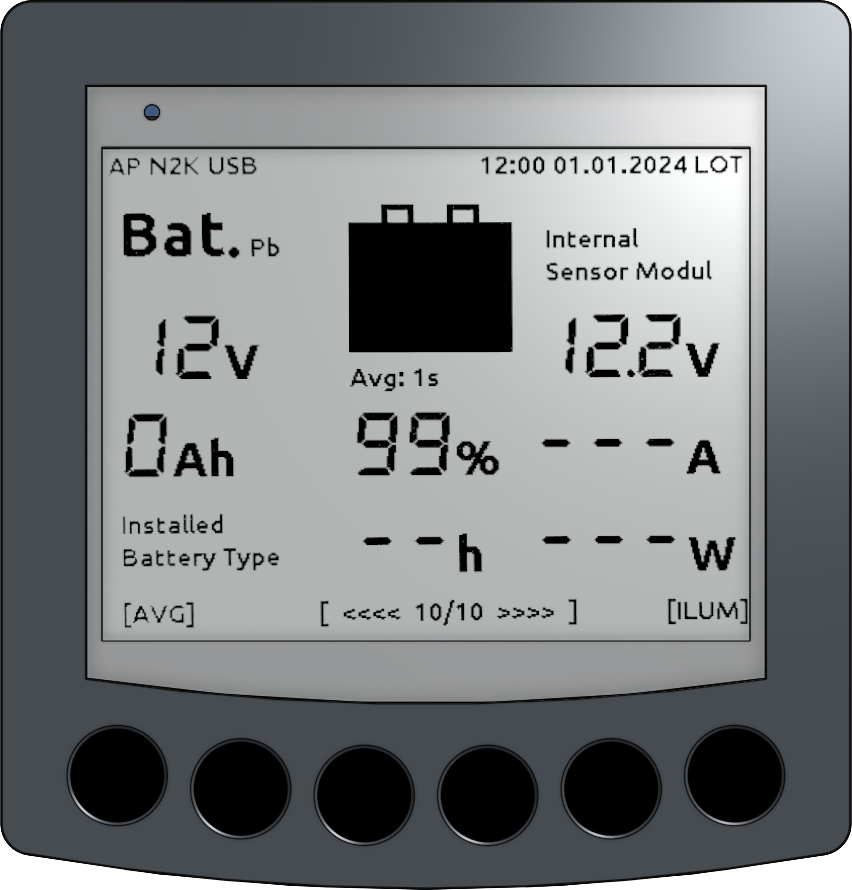 AP N2K USB 12:00 01.01.2024 LOT
Bat. Pb
Internal
Sensor Modul
12V
12.2V
Avg: 1s
0Ah
99%
- - - A
Installed
Battery Type
- - h
- - - W
[AVG] [ <<<< 10/10 >>>> ] [ILUM]